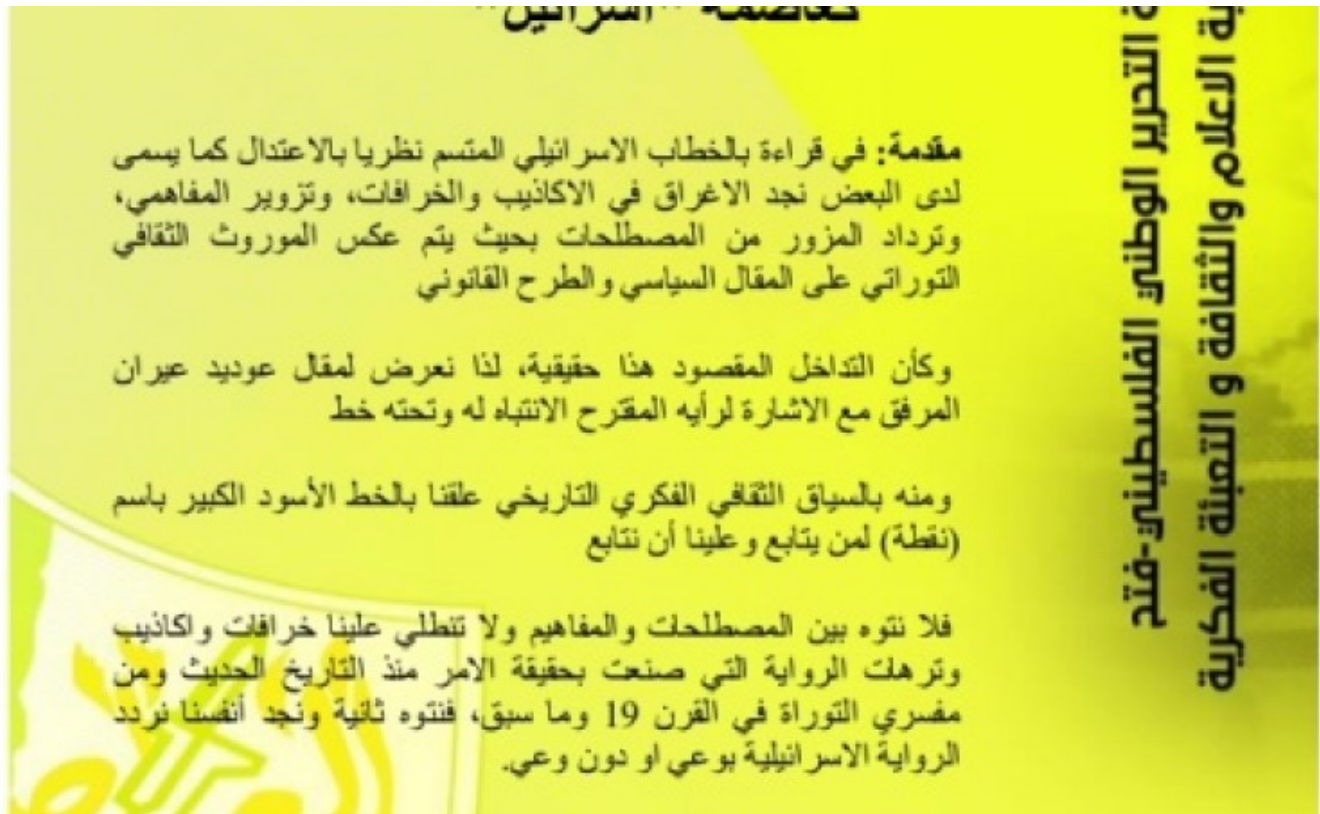 كعاصمة "اسرائيل"
مقدمة: في قراءة بالخطاب الاسرائيلي المتسم نظريا بالاعتدال كما يسمى
لدى البعض نجد الاغراق في الاكاذيب والخرافات، وتزوير المفاهمي،
وترداد المزور من المصطلحات بحيث يتم عكس الموروث الثقافي
التوراتي على المقال السياسي والطرح القانوني
وكأن التداخل المقصود هذا حقيقية، لذا نعرض لمقال عوديد عيران
المرفق مع الاشارة لرأيه المقترح الانتباه له وتحته خط
ومنه بالسياق الثقافي الفكري التاريخي علقنا بالخط الأسود الكبير باسم
(نقطة) لمن يتابع وعلينا أن نتابع
فلا نتوه بين المصطلحات والمفاهيم ولا تنطلي علينا خرافات واكاذيب
وترهات الرواية التي صنعت بحقيقة الامر منذ التاريخ الحديث ومن
مفسري التوراة في القرن 19 وما سبق، فنتوه ثانية ونجد أنفسنا نردد
الرواية الاسرائيلية بوعي او دون وعي.
التحرير الوطني الفلسطيني-فتح
الاعلام والثقافة و التعبئة الفكرية